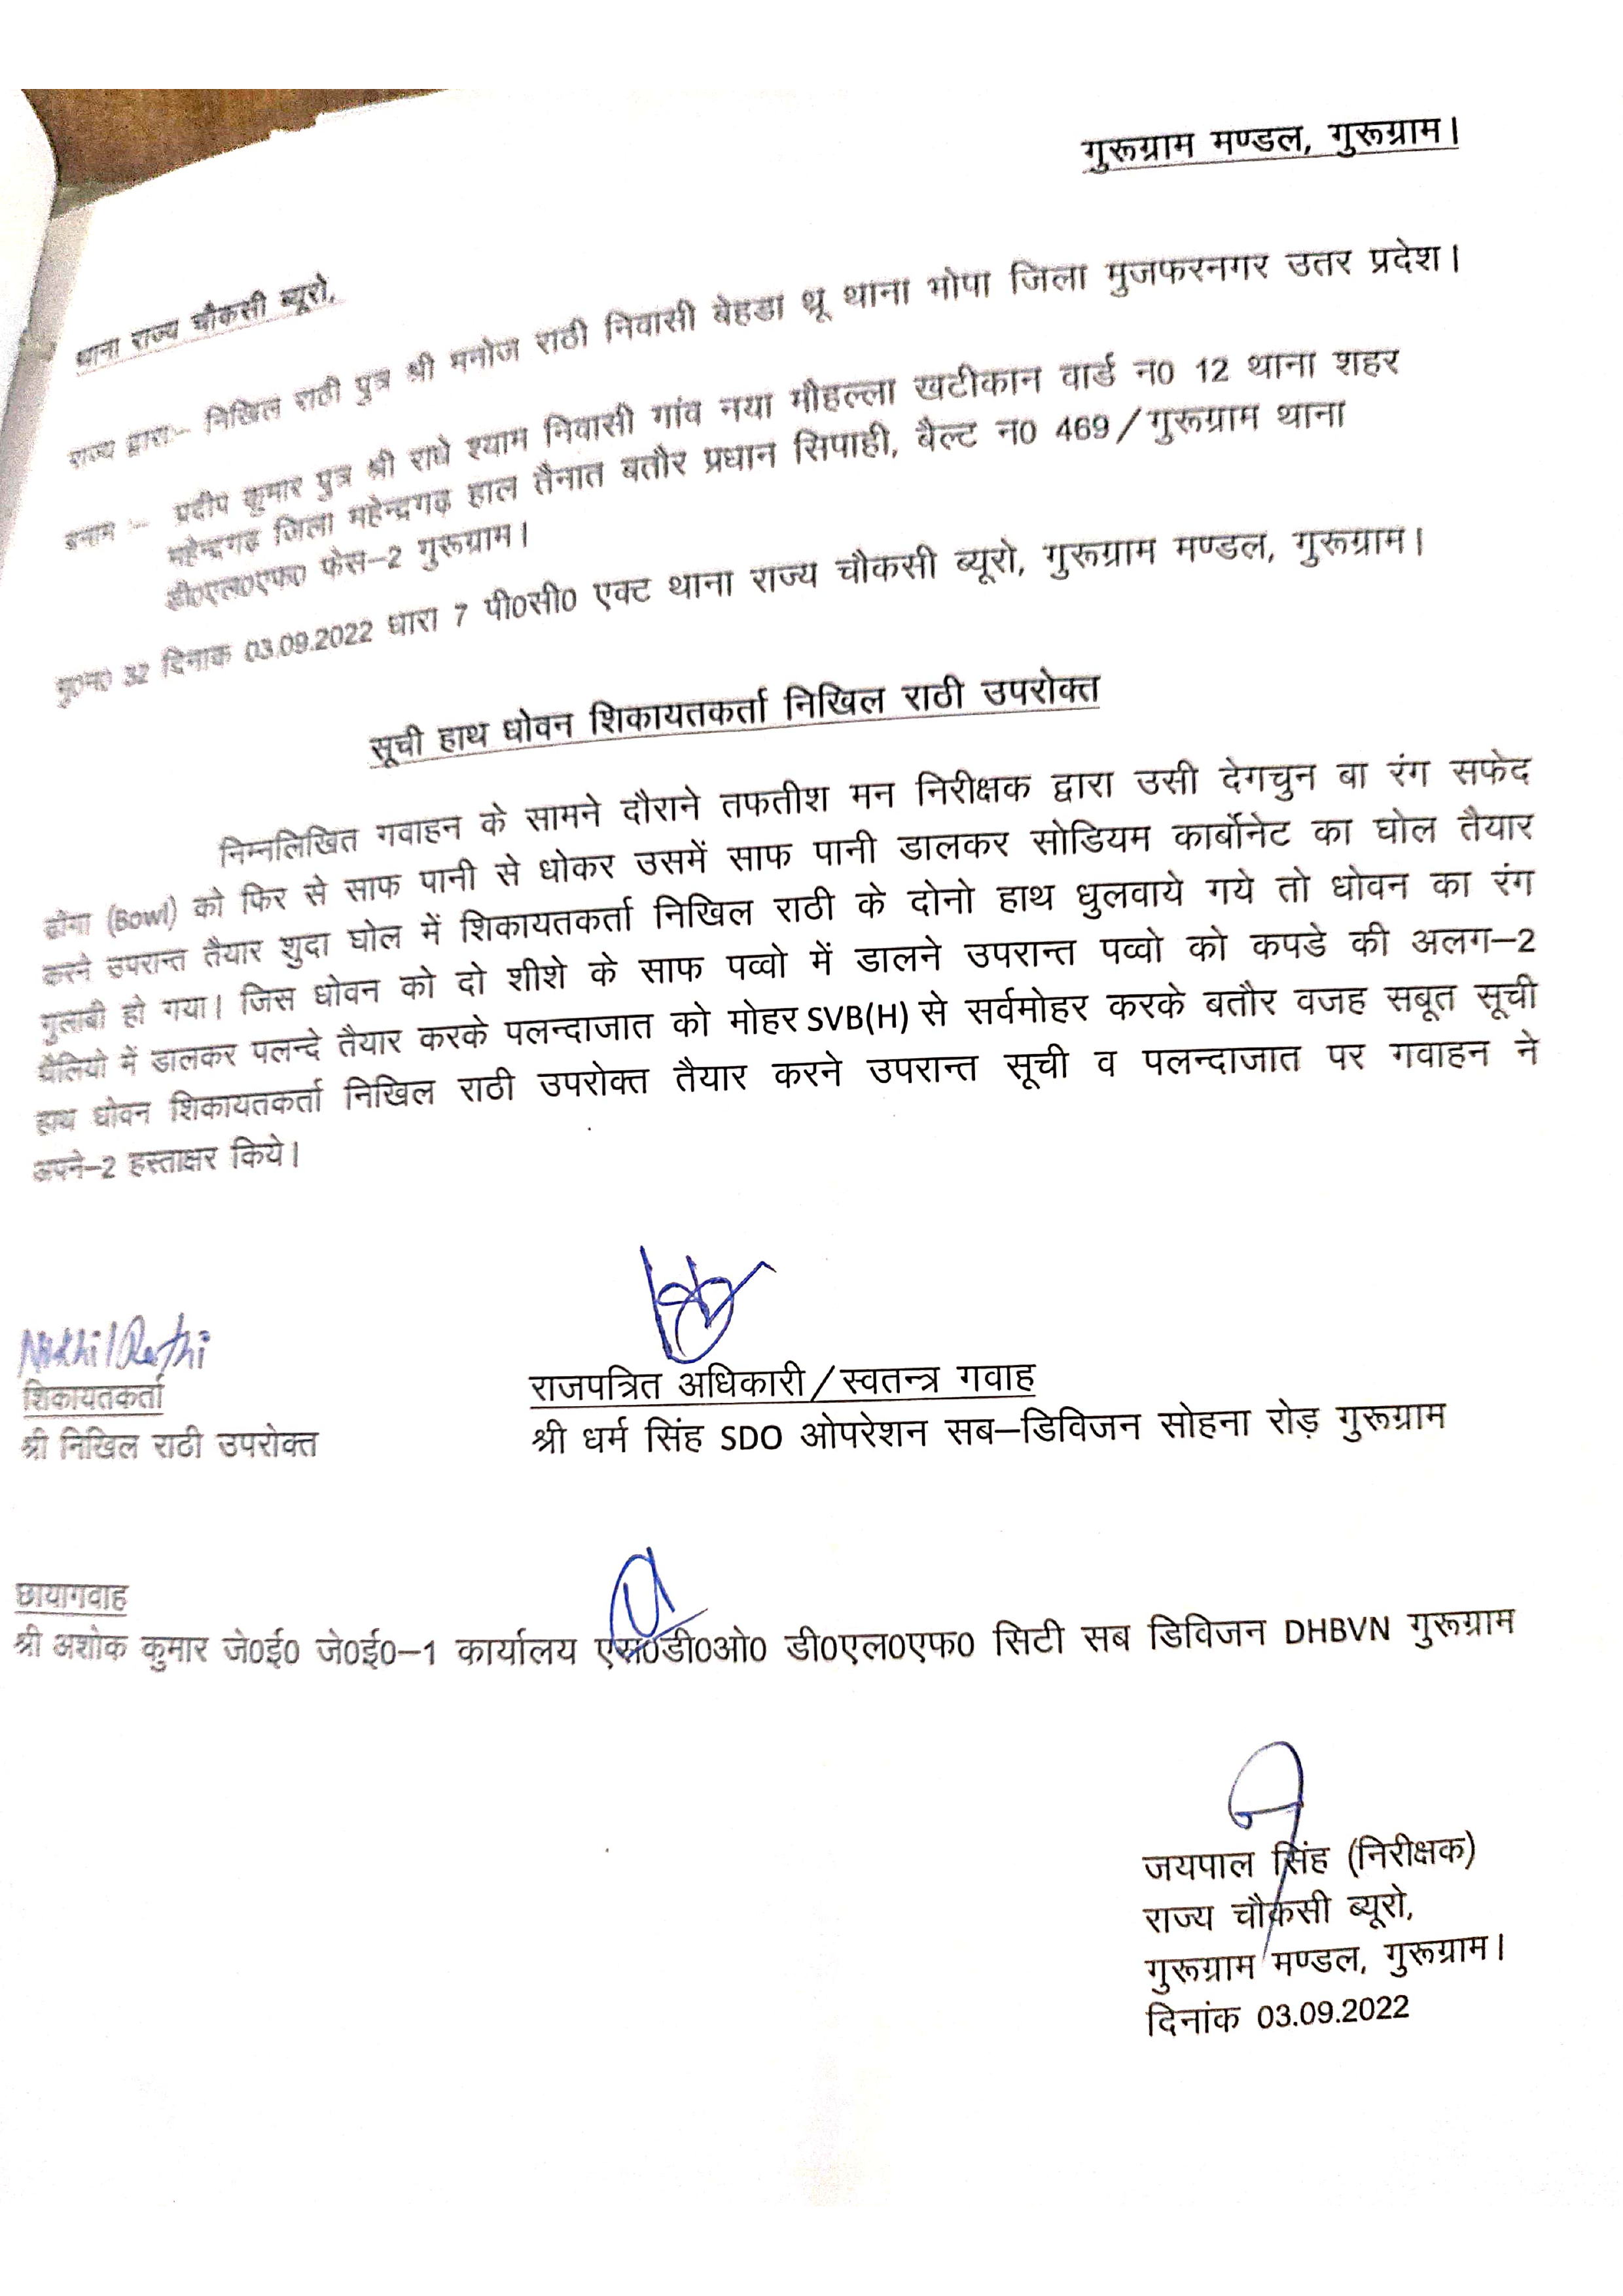 थाना राज्य चौकसी ब्यूरो,
गुरूग्राम मण्डल, गुरूग्राम।
राज्य द्वाराः– निखिल राठी पुत्र श्री मनोज राठी निवासी बेहडा थ्रू थाना भोपा जिला मुजफरनगर उतर प्रदेश।
बनाम :– प्रदीप कुमार पुत्र श्री राधे श्याम निवासी गांव नया मौहल्ला खटीकान वार्ड न0 12 थाना शहर
महेन्द्रगढ़ जिला महेन्द्रगढ़ हाल तैनात बतौर प्रधान सिपाही, बैल्ट न0 469/गुरूग्राम थाना
डी0एल0एफ0 फेस–2 गुरूग्राम।
मु0न0 32 दिनाक 03.09.2022 धारा 7 पी0सी0 एक्ट थाना राज्य चौकसी ब्यूरो, गुरूग्राम मण्डल, गुरूग्राम।
सूची हाथ धोवन शिकायतकर्ता निखिल राठी उपरोक्त
निम्नलिखित गवाहन के सामने दौराने तफतीश मन निरीक्षक द्वारा उसी देगचुन बा रंग सफेद
डौंगा (Bowl) को फिर से साफ पानी से धोकर उसमें साफ पानी डालकर सोडियम कार्बोनेट का घोल तैयार
करने उपरान्त तैयार शुदा घोल में शिकायतकर्ता निखिल राठी के दोनो हाथ धुलवाये गये तो धोवन का रंग
गुलाबी हो गया। जिस धोवन को दो शीशे के साफ पव्वो में डालने उपरान्त पव्वो को कपडे की अलग–2
थैलियो में डालकर पलन्दे तैयार करके पलन्दाजात को मोहर SVB(H) से सर्वमोहर करके बतौर वजह सबूत सूची
हाथ धोवन शिकायतकर्ता निखिल राठी उपरोक्त तैयार करने उपरान्त सूची व पलन्दाजात पर गवाहन ने
अपने–2 हस्ताक्षर किये।
Nikhil Rathi
शिकायतकर्ता
श्री निखिल राठी उपरोक्त
राजपत्रित अधिकारी/स्वतन्त्र गवाह
श्री धर्म सिंह SDO ओपरेशन सब–डिविजन सोहना रोड़ गुरूग्राम
छायागवाह
श्री अशोक कुमार जे0ई0 जे0ई0–1 कार्यालय एस0डी0ओ0 डी0एल0एफ0 सिटी सब डिविजन DHBVN गुरूग्राम
जयपाल सिंह (निरीक्षक)
राज्य चौकसी ब्यूरो,
गुरूग्राम मण्डल, गुरूग्राम।
दिनांक 03.09.2022